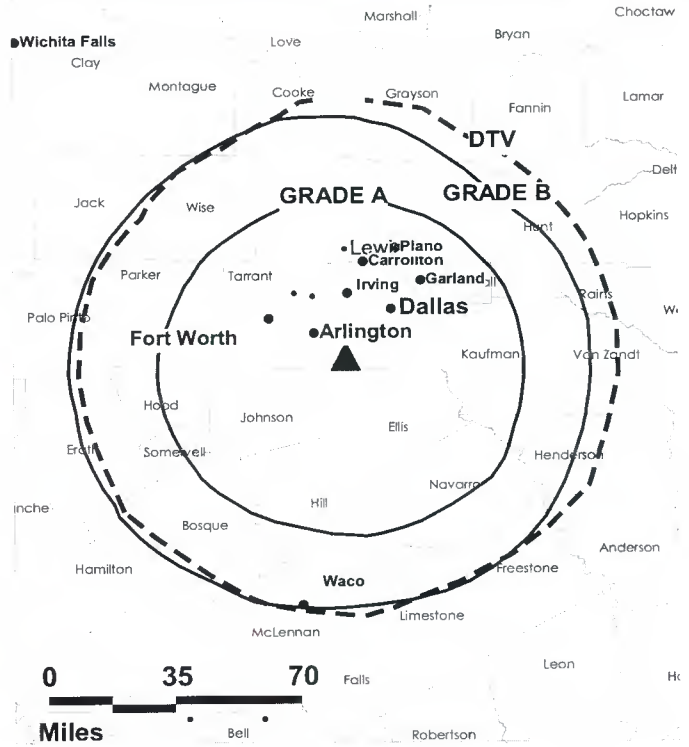 Marshall
Choctaw
Wichita Falls
Love
Bryan
Clay
Montague
Cooke
Grayson
Fannin
Lamar
DTV
Delt
GRADE A
GRADE B
Jack
Wise
Hopkins
Hunt
Lewis
Plano
Carrollton
Parker
Tarrant
Garland
all
Irving
Rains
Dallas
Palo Pinto
Fort Worth
Arlington
Kaufman
Van Zandt
Hood
Johnson
Ellis
Erath
Somervell
Henderson
Navarro
Hill
inche
Bosque
Anderson
Hamilton
Waco
Freestone
Limestone
McLennan
0 35 70
Falls
Leon
Miles
Bell
Robertson